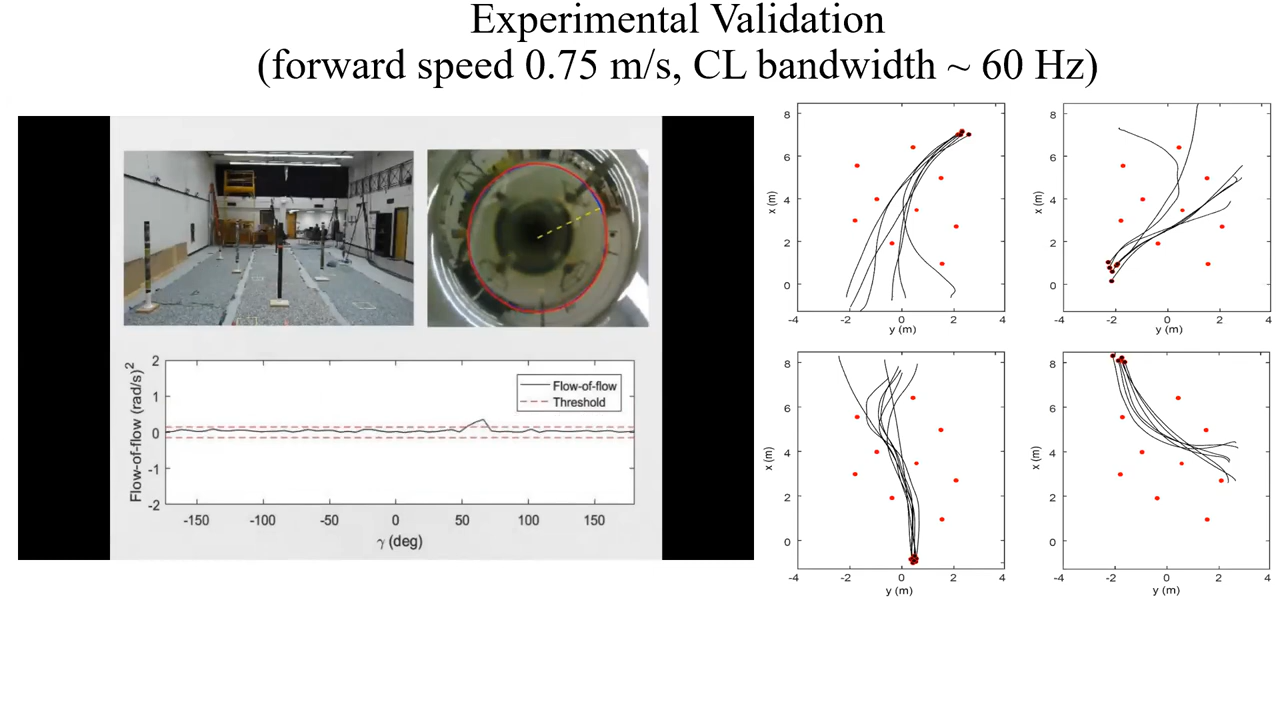 Experimental Validation
(forward speed 0.75 m/s, CL bandwidth ~ 60 Hz)
Flow-of-flow (rad/s)²
2
1
0
-1
-2
Flow-of-flow
Threshold
-150 -100 -50 0 50 100 150
γ (deg)
x (m)
8
6
4
2
0
-4 -2 0 2 4
y (m)
x (m)
8
6
4
2
0
-4 -2 0 2 4
y (m)
x (m)
8
6
4
2
0
-4 -2 0 2 4
y (m)
x (m)
8
6
4
2
0
-4 -2 0 2 4
y (m)